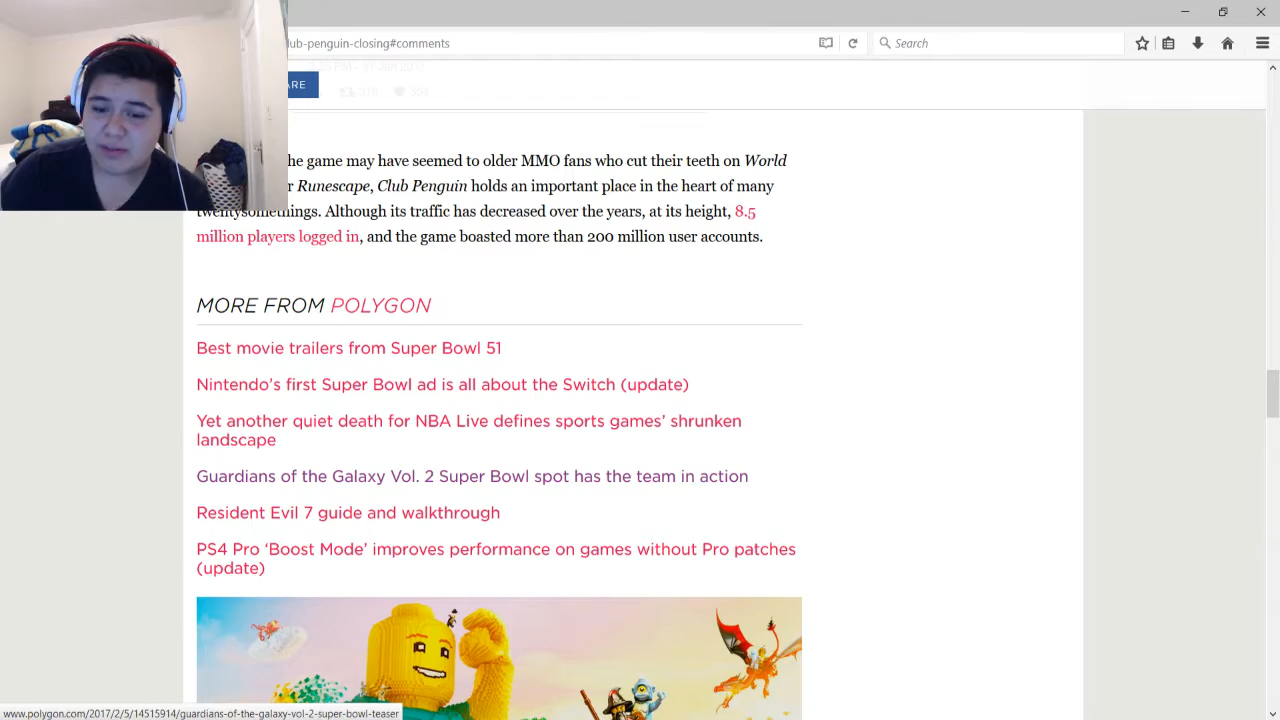 lub-penguin-closing#comments
Search
ARE
he game may have seemed to older MMO fans who cut their teeth on World
r Runescape, Club Penguin holds an important place in the heart of many
twentysomethings. Although its traffic has decreased over the years, at its height, 8.5
million players logged in, and the game boasted more than 200 million user accounts.
MORE FROM POLYGON
Best movie trailers from Super Bowl 51
Nintendo's first Super Bowl ad is all about the Switch (update)
Yet another quiet death for NBA Live defines sports games' shrunken
landscape
Guardians of the Galaxy Vol. 2 Super Bowl spot has the team in action
Resident Evil 7 guide and walkthrough
PS4 Pro ‘Boost Mode’ improves performance on games without Pro patches
(update)
www.polygon.com/2017/2/5/14515914/guardians-of-the-galaxy-vol-2-super-bowl-teaser